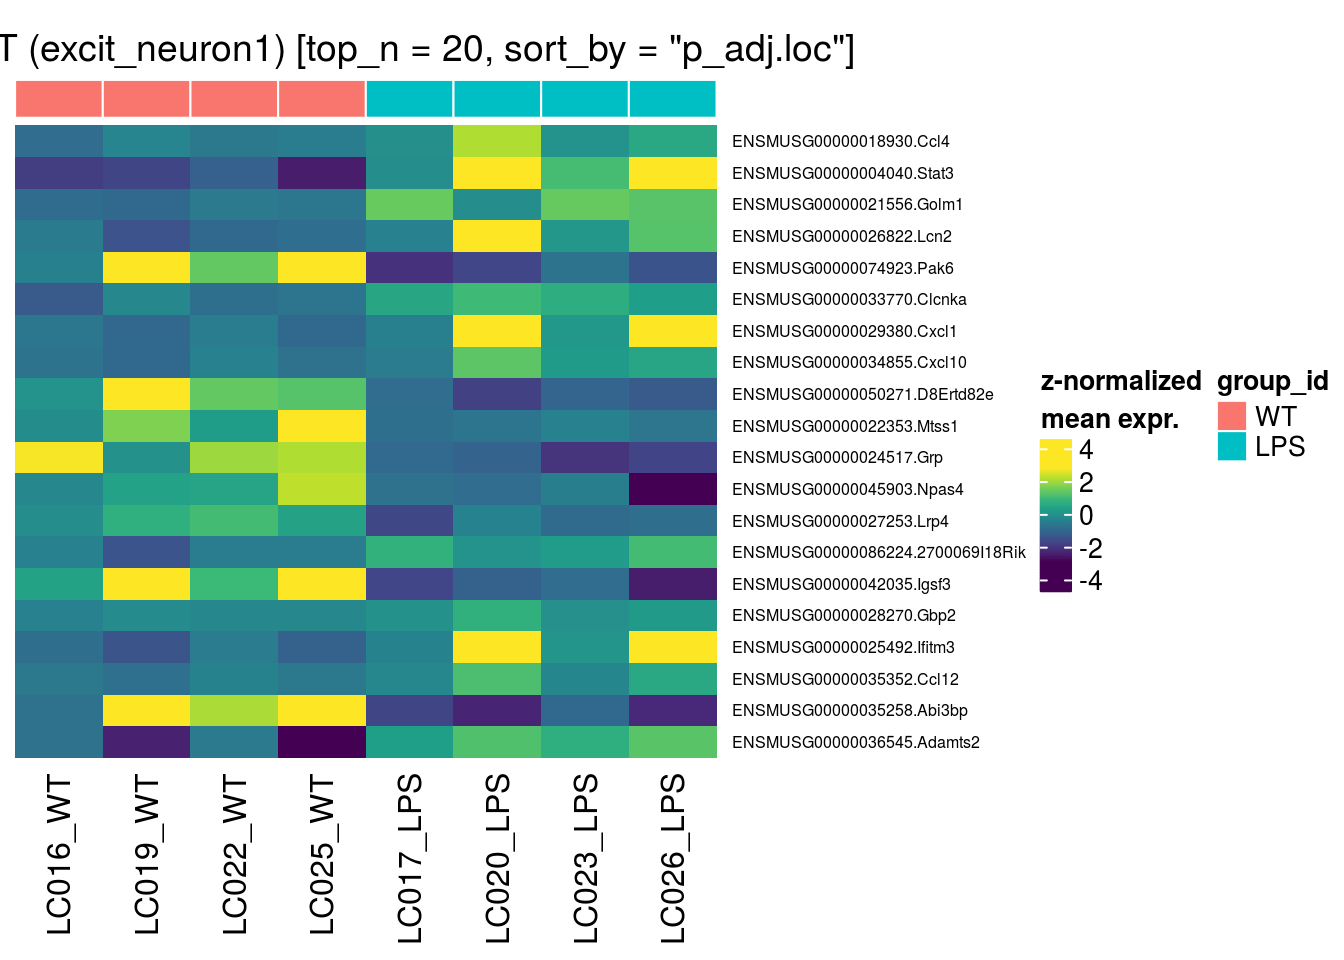 T (excit_neuron1) [top_n = 20, sort_by = "p_adj.loc"]
ENSMUSG00000018930.Ccl4
ENSMUSG00000004040.Stat3
ENSMUSG00000021556.Golm1
ENSMUSG00000026822.Lcn2
ENSMUSG00000074923.Pak6
ENSMUSG00000033770.Clcnka
ENSMUSG00000029380.Cxcl1
ENSMUSG00000034855.Cxcl10
ENSMUSG00000050271.D8Ertd82e
ENSMUSG00000022353.Mtss1
ENSMUSG00000024517.Grp
ENSMUSG00000045903.Npas4
ENSMUSG00000027253.Lrp4
ENSMUSG00000086224.2700069I18Rik
ENSMUSG00000042035.Igsf3
ENSMUSG00000028270.Gbp2
ENSMUSG00000025492.Ifitm3
ENSMUSG00000035352.Ccl12
ENSMUSG00000035258.Abi3bp
ENSMUSG00000036545.Adamts2
LC016_WT
LC019_WT
LC022_WT
LC025_WT
LC017_LPS
LC020_LPS
LC023_LPS
LC026_LPS
z-normalized
mean expr.
4
2
0
-2
-4
group_id
WT
LPS